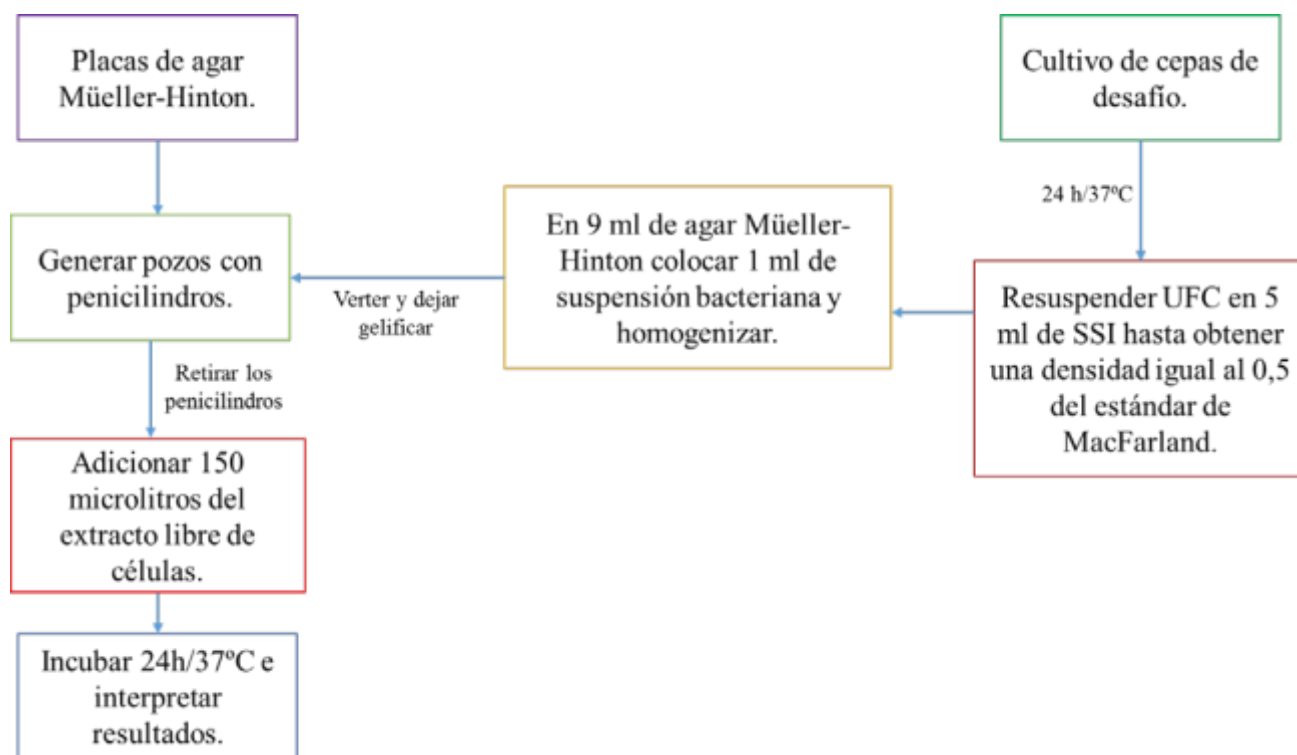 Placas de agar
Müeller-Hinton.
Cultivo de cepas de
desafío.
24 h/37ºC
Generar pozos con
penicilindros.
Verter y dejar
gelificar
En 9 ml de agar Müeller-
Hinton colocar 1 ml de
suspensión bacteriana y
homogenizar.
Resuspender UFC en 5
ml de SSI hasta obtener
una densidad igual al 0,5
del estándar de
MacFarland.
Retirar los
penicilindros
Adicionar 150
microlitros del
extracto libre de
células.
Incubar 24h/37ºC e
interpretar
resultados.